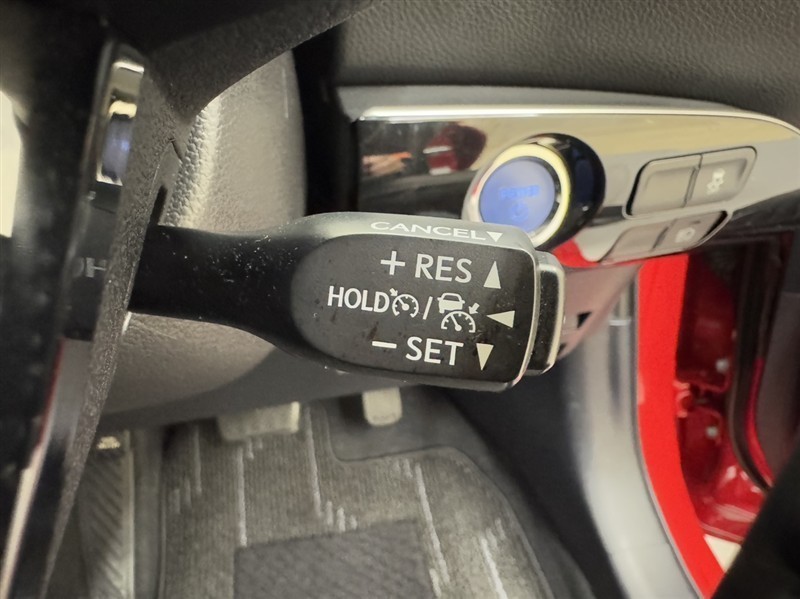 CANCEL▼
+ RES ▲
HOLD / ◀
− SET ▼